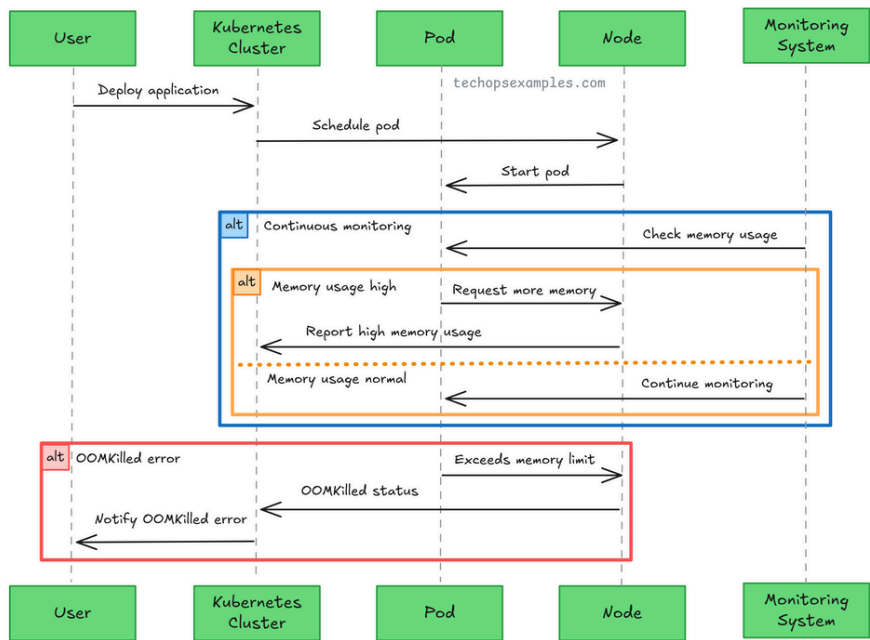 User
Kubernetes
Cluster
Pod
Node
Monitoring
System
techopsexamples.com
Deploy application
Schedule pod
Start pod
alt
Continuous monitoring
Check memory usage
alt
Memory usage high
Request more memory
Report high memory usage
Memory usage normal
Continue monitoring
alt
OOMKilled error
Exceeds memory limit
OOMKilled status
Notify OOMKilled error
User
Kubernetes
Cluster
Pod
Node
Monitoring
System